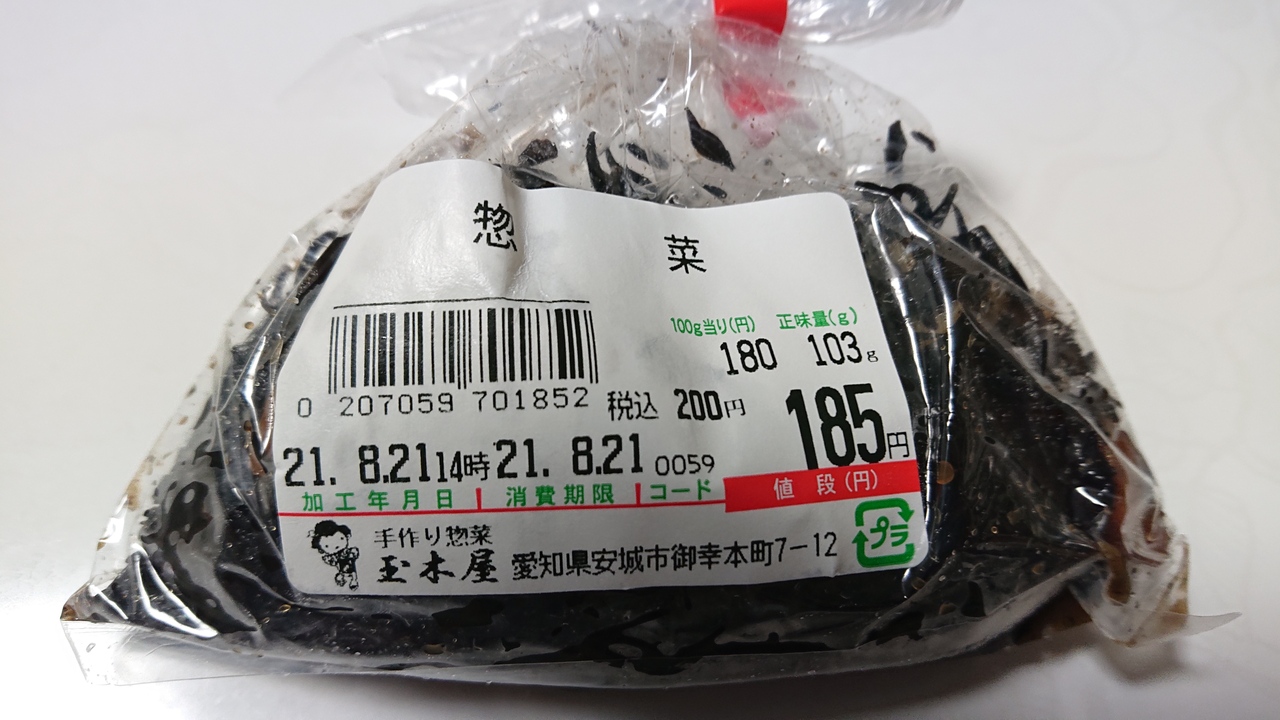 惣菜
100g当り(円) 正味量(g)
180 103g
0 207059 701852 税込 200円 185円
21. 8.21 14時 21. 8.21 0059
加工年月日 消費期限 コード 値段(円)
手作り惣菜
玉木屋 愛知県安城市御幸本町7-12
プラ